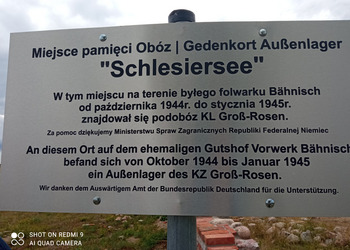 Miejsce pamięci Obóz | Gedenkort Außenlager
"Schlesiersee"
W tym miejscu na terenie byłego folwarku Bähnisch
od października 1944r. do stycznia 1945r.
znajdował się podobóz KL Groß-Rosen.
Za pomoc dziękujemy Ministerstwu Spraw Zagranicznych Republiki Federalnej Niemiec
An diesem Ort auf dem ehemaligen Gutshof Vorwerk Bähnisch
befand sich von Oktober 1944 bis Januar 1945
ein Außenlager des KZ Groß-Rosen.
Wir danken dem Auswärtigem Amt der Bundesrepublik Deutschland für die Unterstützung.
SHOT ON REDMI 9
AI QUAD CAMERA